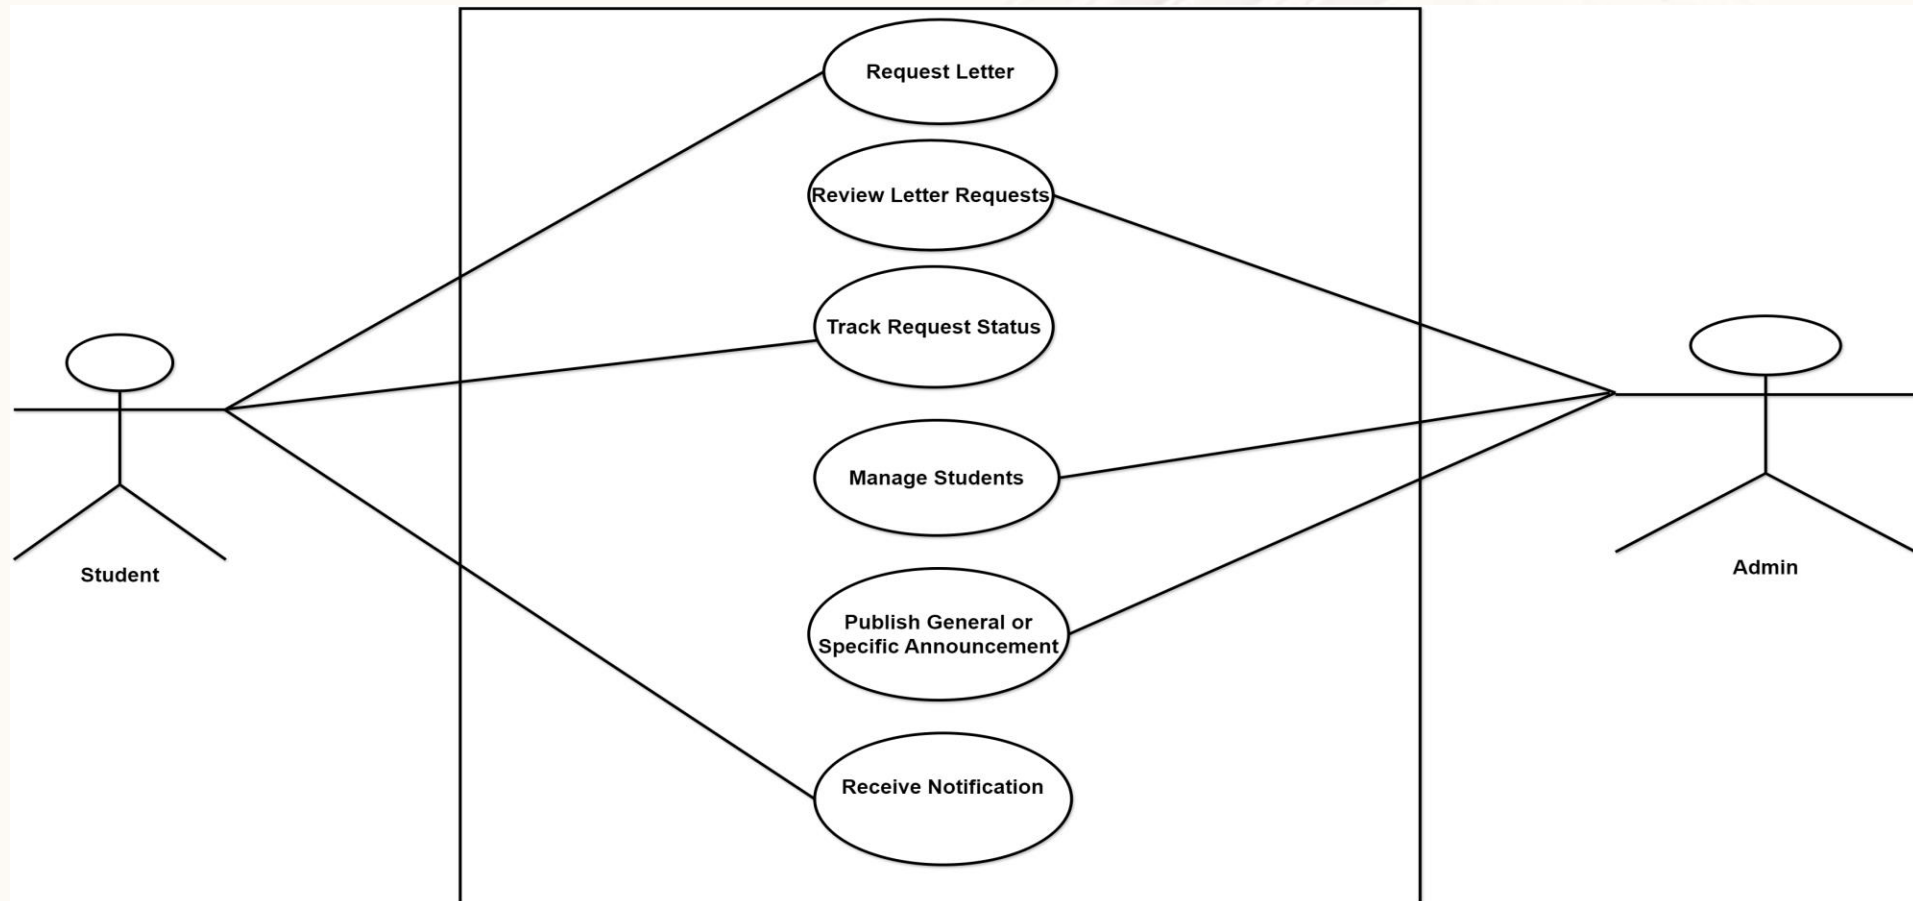 Request Letter
Review Letter Requests
Track Request Status
Manage Students
Publish General or
Specific Announcement
Receive Notification
Student
Admin